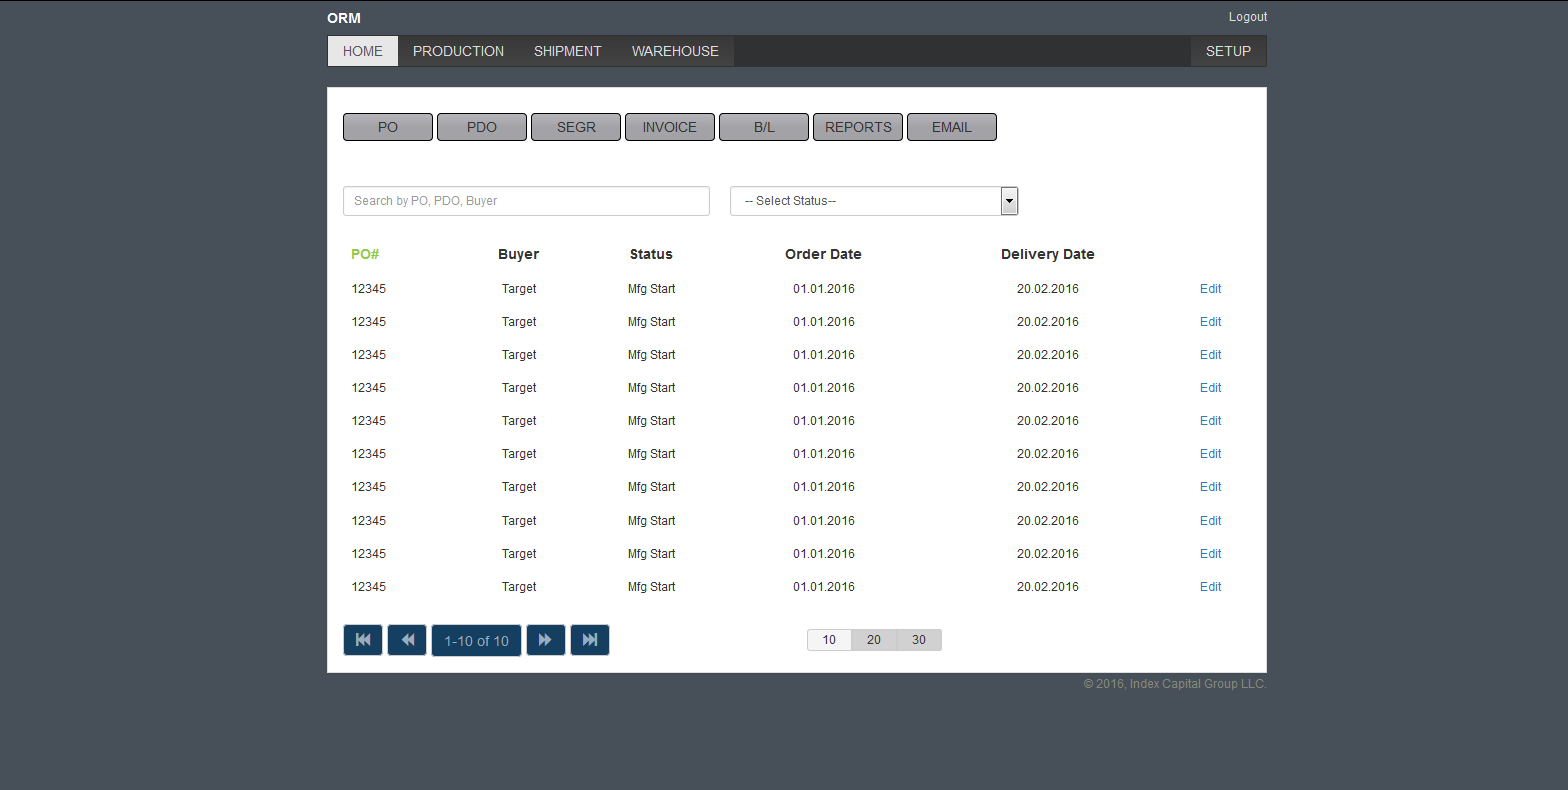 ORM Logout
HOME PRODUCTION SHIPMENT WAREHOUSE SETUP
PO PDO SEGR INVOICE B/L REPORTS EMAIL
Search by PO, PDO, Buyer -- Select Status--
PO# Buyer Status Order Date Delivery Date
12345 Target Mfg Start 01.01.2016 20.02.2016 Edit
12345 Target Mfg Start 01.01.2016 20.02.2016 Edit
12345 Target Mfg Start 01.01.2016 20.02.2016 Edit
12345 Target Mfg Start 01.01.2016 20.02.2016 Edit
12345 Target Mfg Start 01.01.2016 20.02.2016 Edit
12345 Target Mfg Start 01.01.2016 20.02.2016 Edit
12345 Target Mfg Start 01.01.2016 20.02.2016 Edit
12345 Target Mfg Start 01.01.2016 20.02.2016 Edit
12345 Target Mfg Start 01.01.2016 20.02.2016 Edit
12345 Target Mfg Start 01.01.2016 20.02.2016 Edit
1-10 of 10 10 20 30
© 2016, Index Capital Group LLC.